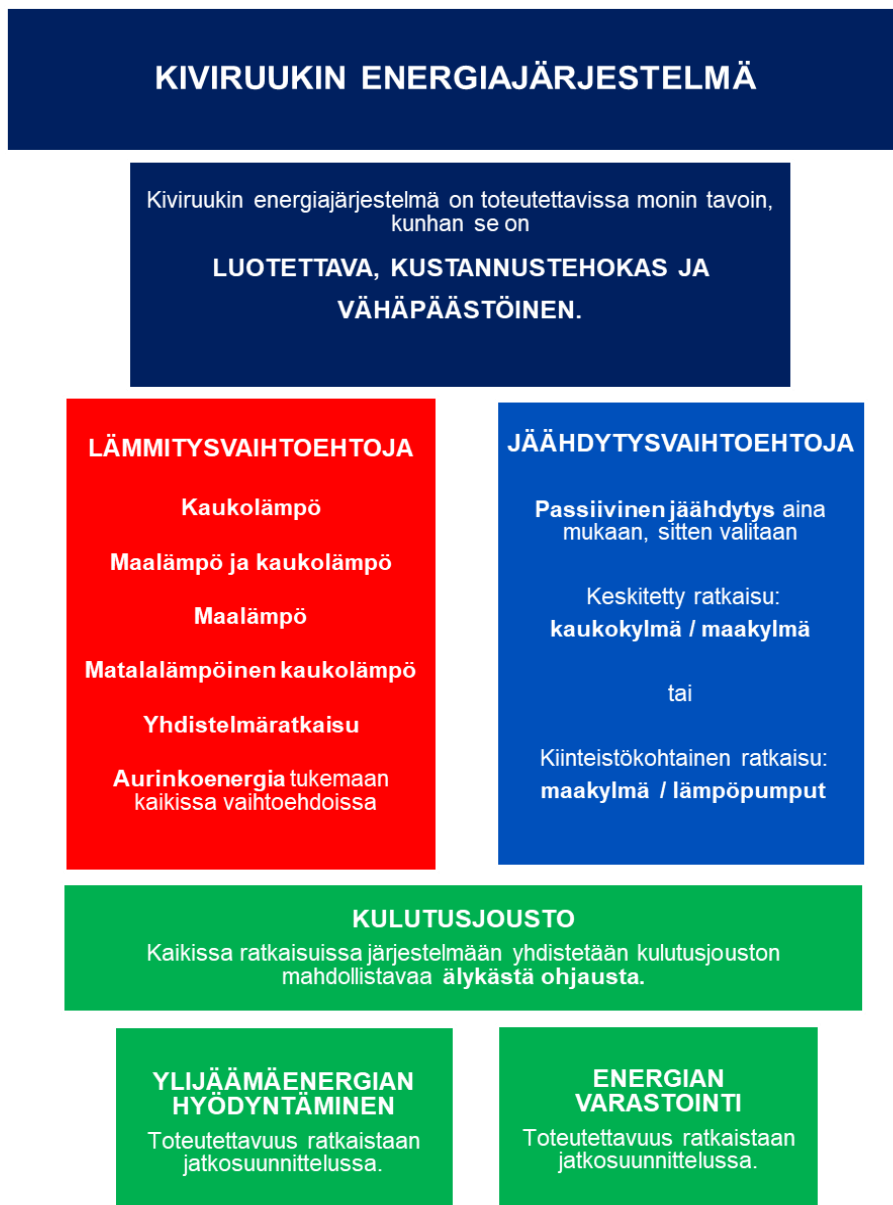 KIVIRUUKIN ENERGIAJÄRJESTELMÄ
Kiviruukin energiajärjestelmä on toteutettavissa monin tavoin,
kunhan se on
LUOTETTAVA, KUSTANNUSTEHOKAS JA
VÄHÄPÄÄSTÖINEN.
LÄMMITYSVAIHTOEHTOJA
Kaukolämpö
Maalämpö ja kaukolämpö
Maalämpö
Matalalämpöinen kaukolämpö
Yhdistelmäratkaisu
Aurinkoenergia tukemaan
kaikissa vaihtoehdoissa
JÄÄHDYTYSVAIHTOEHTOJA
Passiivinen jäähdytys aina
mukaan, sitten valitaan
Keskitetty ratkaisu:
kaukokylmä / maakylmä
tai
Kiinteistökohtainen ratkaisu:
maakylmä / lämpöpumput
KULUTUSJOUSTO
Kaikissa ratkaisuissa järjestelmään yhdistetään kulutusjouston
mahdollistavaa älykästä ohjausta.
YLIJÄÄMÄENERGIAN
HYÖDYNTÄMINEN
Toteutettavuus ratkaistaan
jatkosuunnittelussa.
ENERGIAN
VARASTOINTI
Toteutettavuus ratkaistaan
jatkosuunnittelussa.